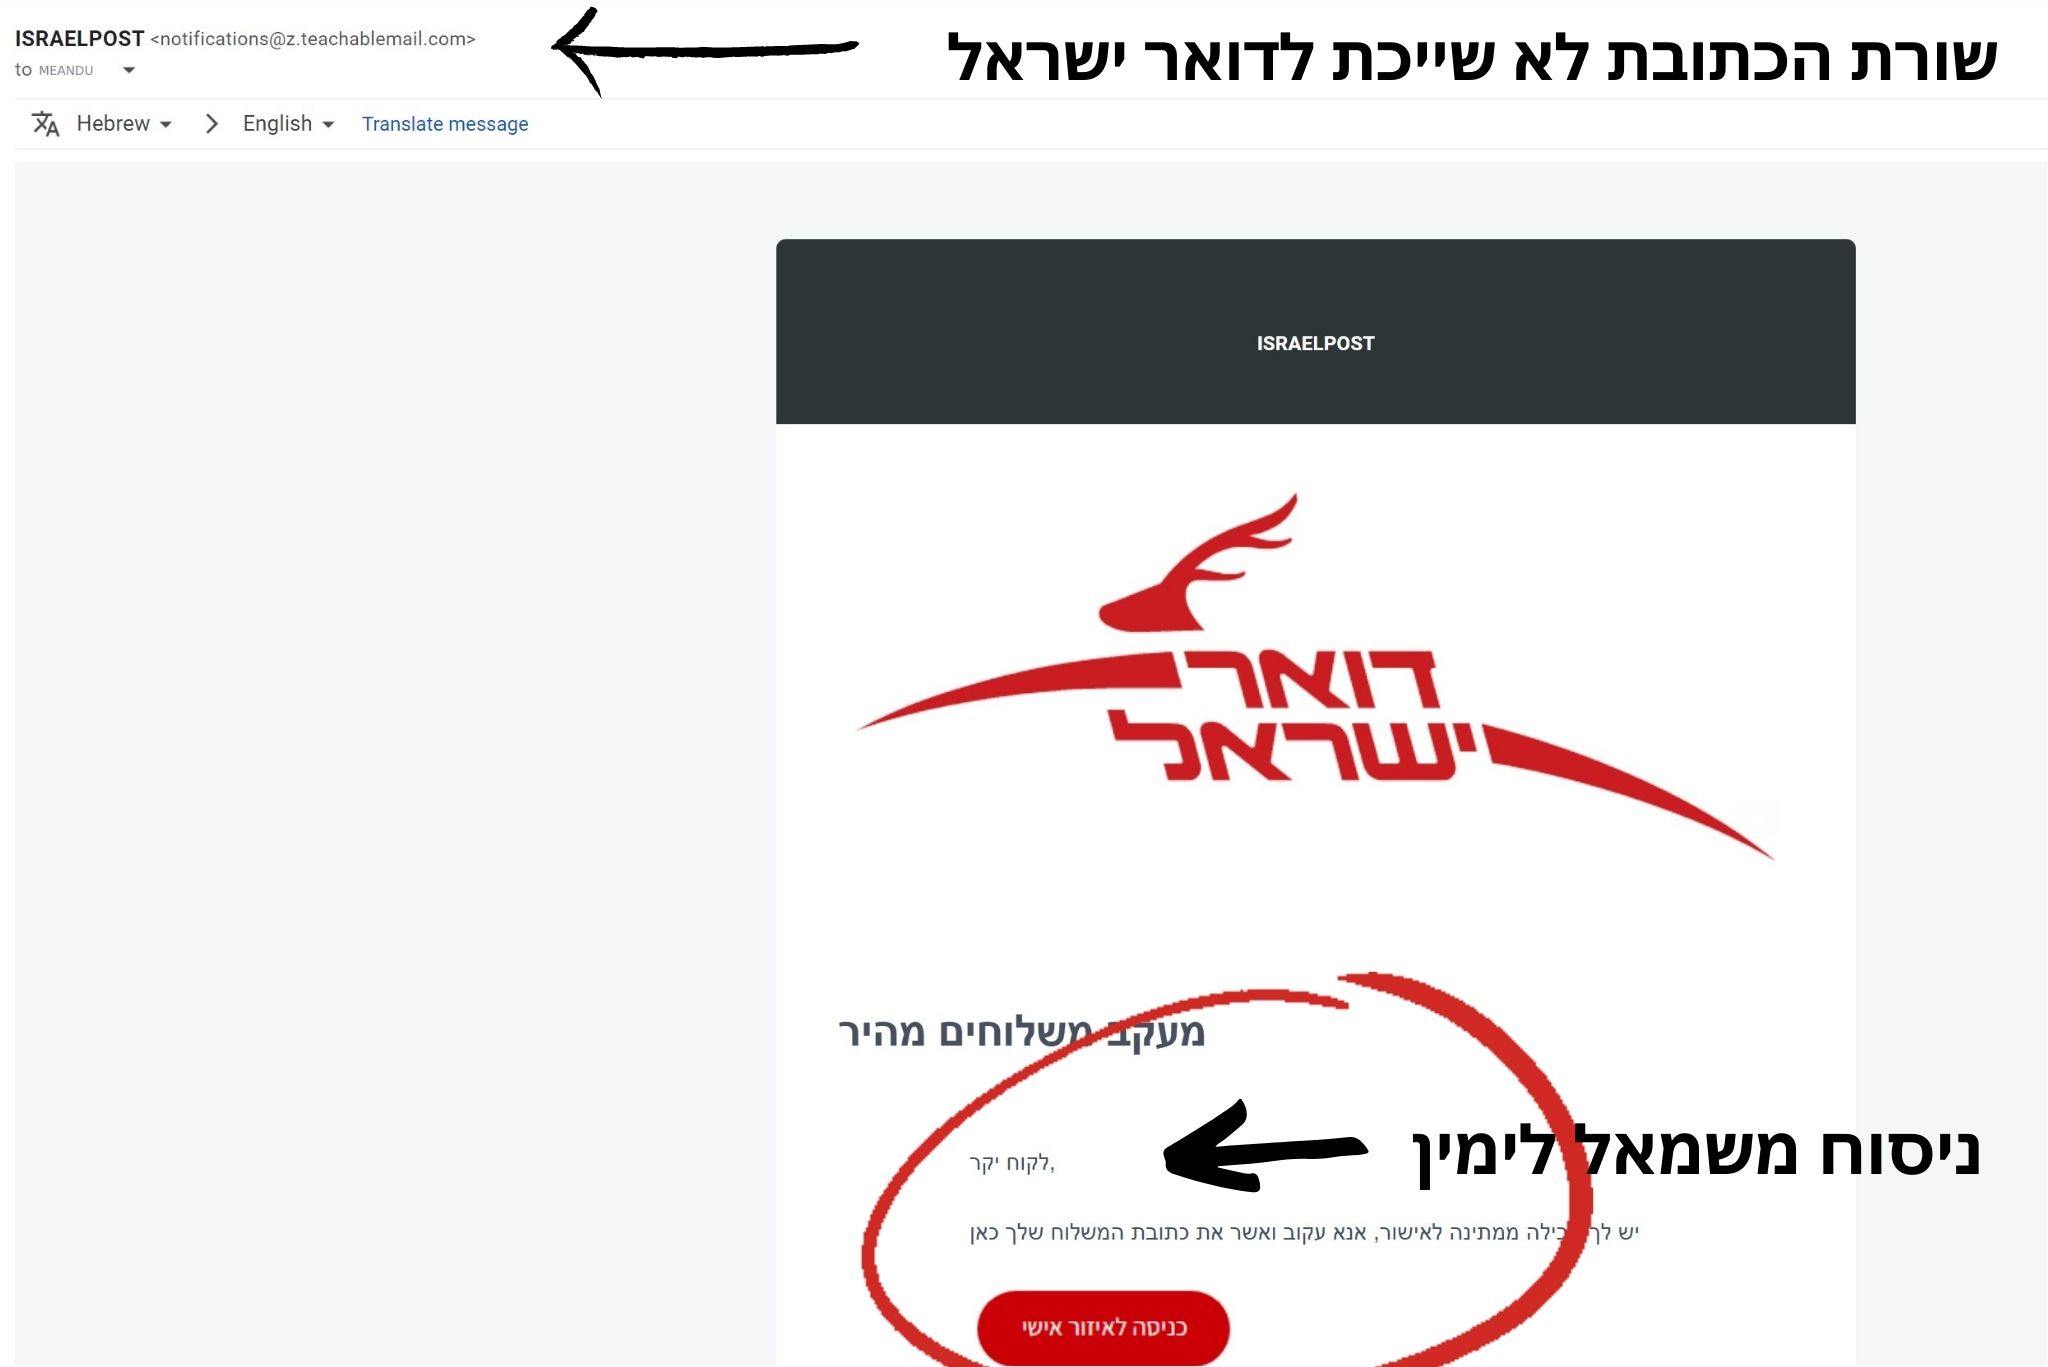 ISRAELPOST <notifications@z.teachablemail.com>
שורת הכתובת לא שייכת לדואר ישראל
to MEANDU
Hebrew > English Translate message
ISRAELPOST
דואר
ישראל
מעקב משלוחים מהיר
לקוח יקר,
ניסוח משמאל לימין
יש לך כילה ממתינה לאישור, אנא עקוב ואשר את כתובת המשלוח שלך כאן
כניסה לאיזור אישי